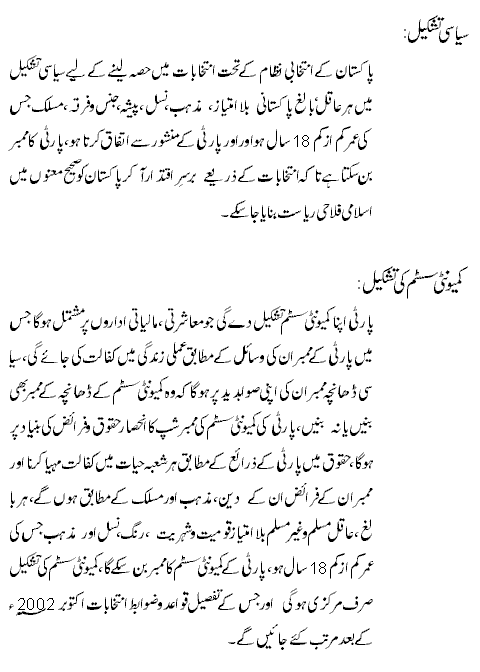 سیاسی تشکیل:
پاکستان کے انتخابی نظام کے تحت انتخابات میں حصہ لینے کے لیے سیاسی تشکیل
میں ہر عاقل ٔبالغ پاکستانی بلا امتیاز، مذہب، نسل، پیشہ، جنس و فرقہ، مسلک جس
کی عمر کم از کم 18 سال ہو اور اور پارٹی کے منشور سے اتفاق کرتا ہو، پارٹی کا ممبر
بن سکتا ہے تاکہ انتخابات کے ذریعے برسرِ اقتدار آ کر پاکستان کو صحیح معنوں میں
اسلامی فلاحی ریاست بنایا جا سکے۔
کمیونٹی سسٹم کی تشکیل:
پارٹی اپنا کمیونٹی سسٹم تشکیل دے گی جو معاشرتی، مالیاتی اداروں پر مشتمل ہوگا جس
میں پارٹی کے ممبران کی وسائل کے مطابق عملی زندگی میں کفالت کی جائے گی، سیا
سی ڈھانچہ ممبران کی اپنی صوابدید پر ہوگا کہ وہ کمیونٹی سسٹم کے ڈھانچہ کے ممبر بھی
بنیں یا نہ بنیں، پارٹی کی کمیونٹی سسٹم کی ممبر شپ کا انحصار حقوق و فرائض کی بنیاد پر
ہوگا، حقوق میں پارٹی کے ذرائع کے مطابق ہر شعبہ حیات میں کفالت مہیا کرنا اور
ممبران کے فرائض ان کے دین، مذہب اور مسلک کے مطابق ہوں گے، ہر با
لغ، عاقل مسلم و غیر مسلم بلا امتیاز قومیت و شہریت، رنگ، نسل اور مذہب جس کی
عمر کم از کم 18 سال ہو، پارٹی کے کمیونٹی سسٹم کا ممبر بن سکے گا، کمیونٹی سسٹم کی تشکیل
صرف مرکزی ہوگی اور جس کے تفصیل قواعد و ضوابط انتخابات اکتوبر 2002ء
کے بعد مرتب کئے جائیں گے۔